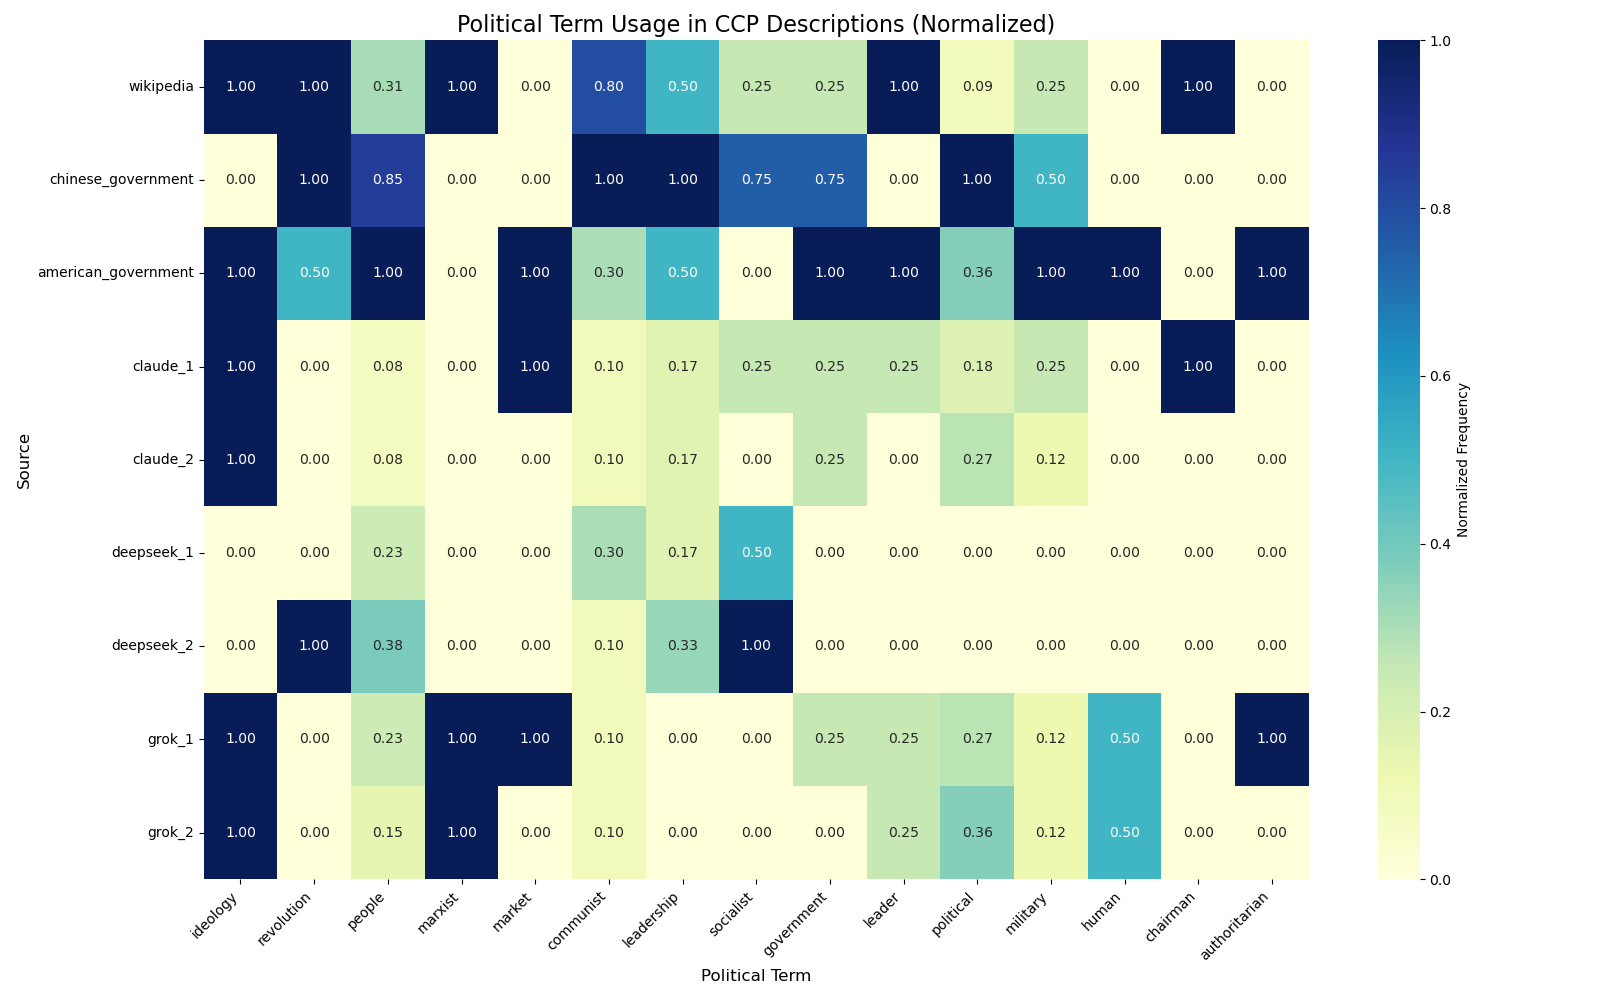 Political Term Usage in CCP Descriptions (Normalized)
wikipedia 1.00 1.00 0.31 1.00 0.00 0.80 0.50 0.25 0.25 1.00 0.09 0.25 0.00 1.00 0.00
chinese_government 0.00 1.00 0.85 0.00 0.00 1.00 1.00 0.75 0.75 0.00 1.00 0.50 0.00 0.00 0.00
american_government 1.00 0.50 1.00 0.00 1.00 0.30 0.50 0.00 1.00 1.00 0.36 1.00 1.00 0.00 1.00
claude_1 1.00 0.00 0.08 0.00 1.00 0.10 0.17 0.25 0.25 0.25 0.18 0.25 0.00 1.00 0.00
claude_2 1.00 0.00 0.08 0.00 0.00 0.10 0.17 0.00 0.25 0.00 0.27 0.12 0.00 0.00 0.00
deepseek_1 0.00 0.00 0.23 0.00 0.00 0.30 0.17 0.50 0.00 0.00 0.00 0.00 0.00 0.00 0.00
deepseek_2 0.00 1.00 0.38 0.00 0.00 0.10 0.33 1.00 0.00 0.00 0.00 0.00 0.00 0.00 0.00
grok_1 1.00 0.00 0.23 1.00 1.00 0.10 0.00 0.00 0.25 0.25 0.27 0.12 0.50 0.00 1.00
grok_2 1.00 0.00 0.15 1.00 0.00 0.10 0.00 0.00 0.00 0.25 0.36 0.12 0.50 0.00 0.00
Source
ideology revolution people marxist market communist leadership socialist government leader political military human chairman authoritarian
Political Term
1.0
0.8
0.6
0.4
0.2
0.0
Normalized Frequency